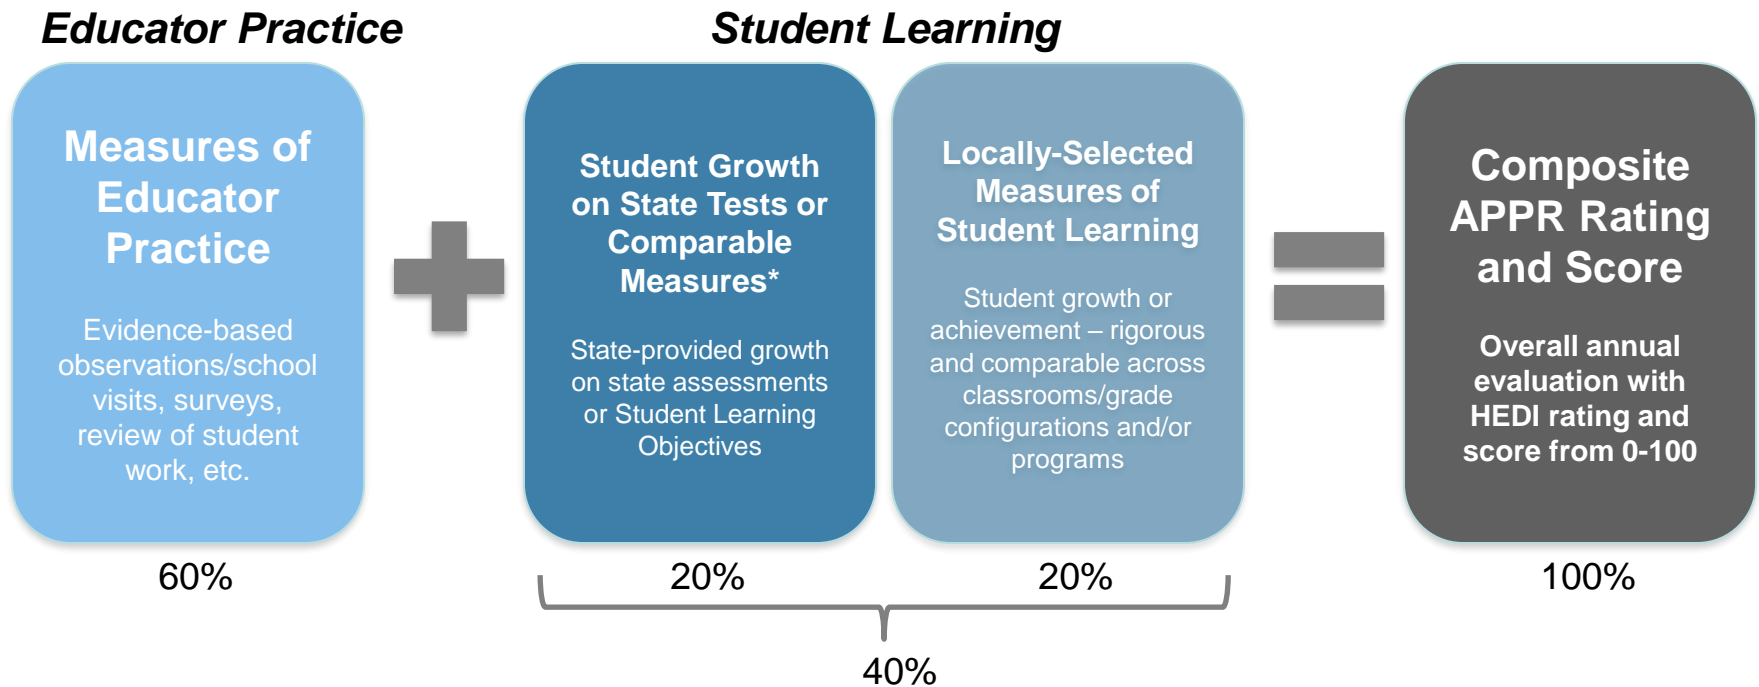 Educator Practice
Student Learning
Measures of
Educator
Practice
Evidence-based
observations/school
visits, surveys,
review of student
work, etc.
60%
Student Growth
on State Tests or
Comparable
Measures*
State-provided growth
on state assessments
or Student Learning
Objectives
20%
Locally-Selected
Measures of
Student Learning
Student growth or
achievement – rigorous
and comparable across
classrooms/grade
configurations and/or
programs
20%
40%
Composite
APPR Rating
and Score
Overall annual
evaluation with
HEDI rating and
score from 0-100
100%